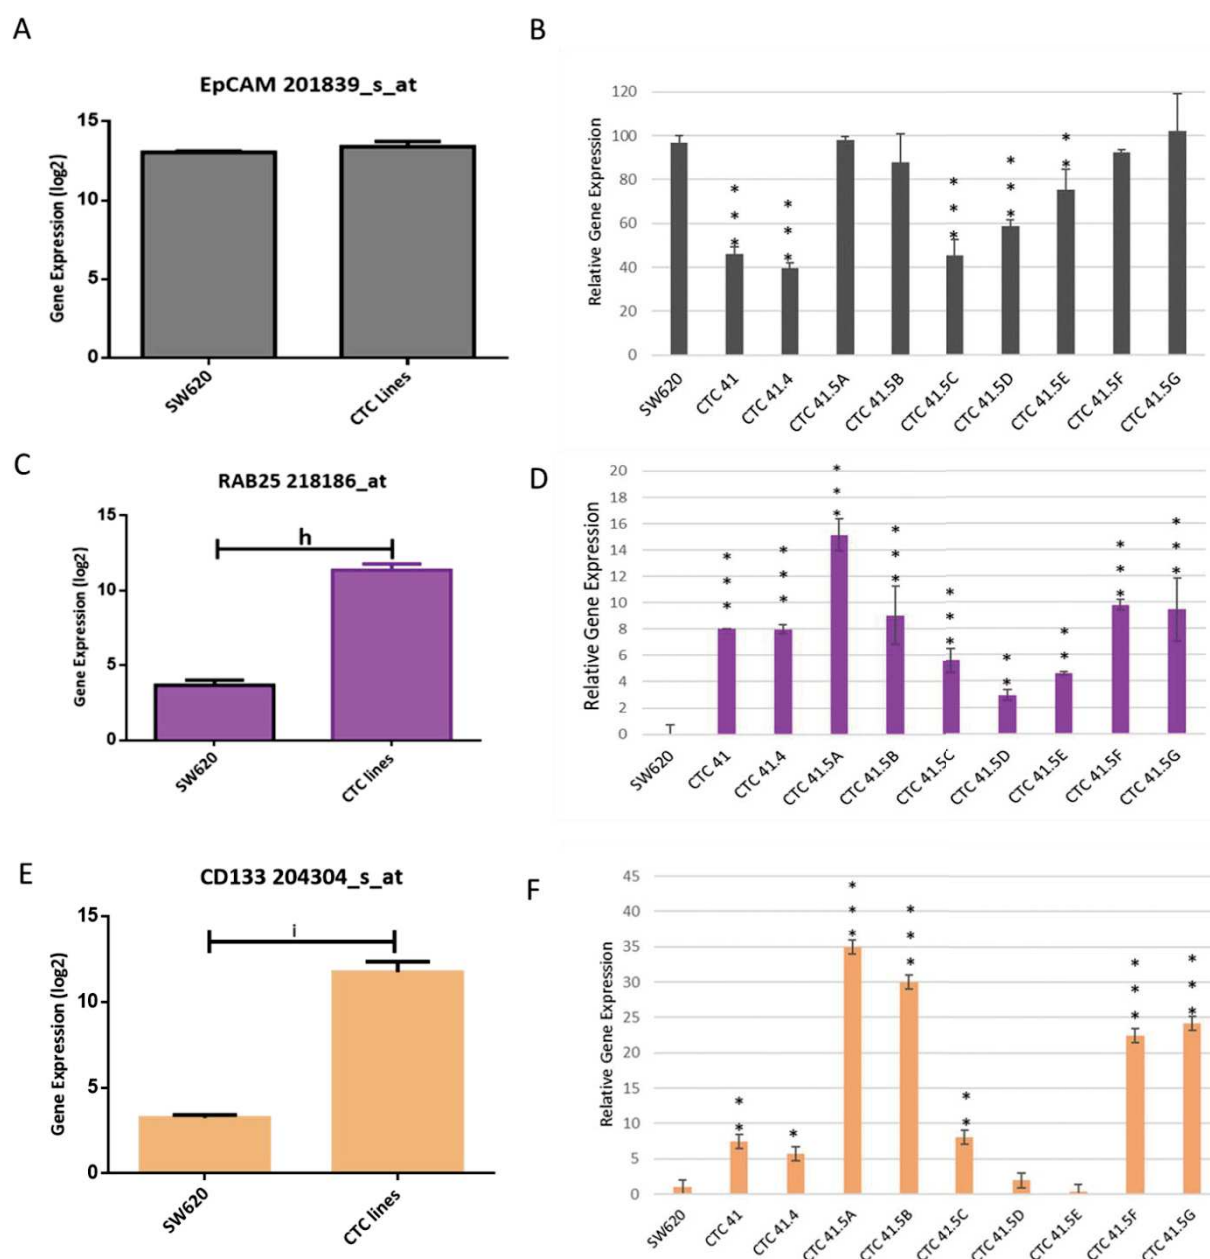 A
EpCAM 201839_s_at
Gene Expression (log2)
15
10
5
0
SW620
CTC Lines
B
Relative Gene Expression
120
100
80
60
40
20
0
* * *
* * *
* * *
* * *
* *
SW620
CTC 41
CTC 41.4
CTC 41.5A
CTC 41.5B
CTC 41.5C
CTC 41.5D
CTC 41.5E
CTC 41.5F
CTC 41.5G
C
RAB25 218186_at
Gene Expression (log2)
15
10
5
0
h
SW620
CTC lines
D
Relative Gene Expression
20
18
16
14
12
10
8
6
4
2
0
* * *
* * *
* * *
* * *
* * *
* *
* *
* * *
* * *
SW620
CTC 41
CTC 41.4
CTC 41.5A
CTC 41.5B
CTC 41.5C
CTC 41.5D
CTC 41.5E
CTC 41.5F
CTC 41.5G
E
CD133 204304_s_at
Gene Expression (log2)
15
10
5
0
i
SW620
CTC lines
F
Relative Gene Expression
45
40
35
30
25
20
15
10
5
0
* *
*
* * *
* * *
* *
* * *
* * *
SW620
CTC 41
CTC 41.4
CTC 41.5A
CTC 41.5B
CTC 41.5C
CTC 41.5D
CTC 41.5E
CTC 41.5F
CTC 41.5G